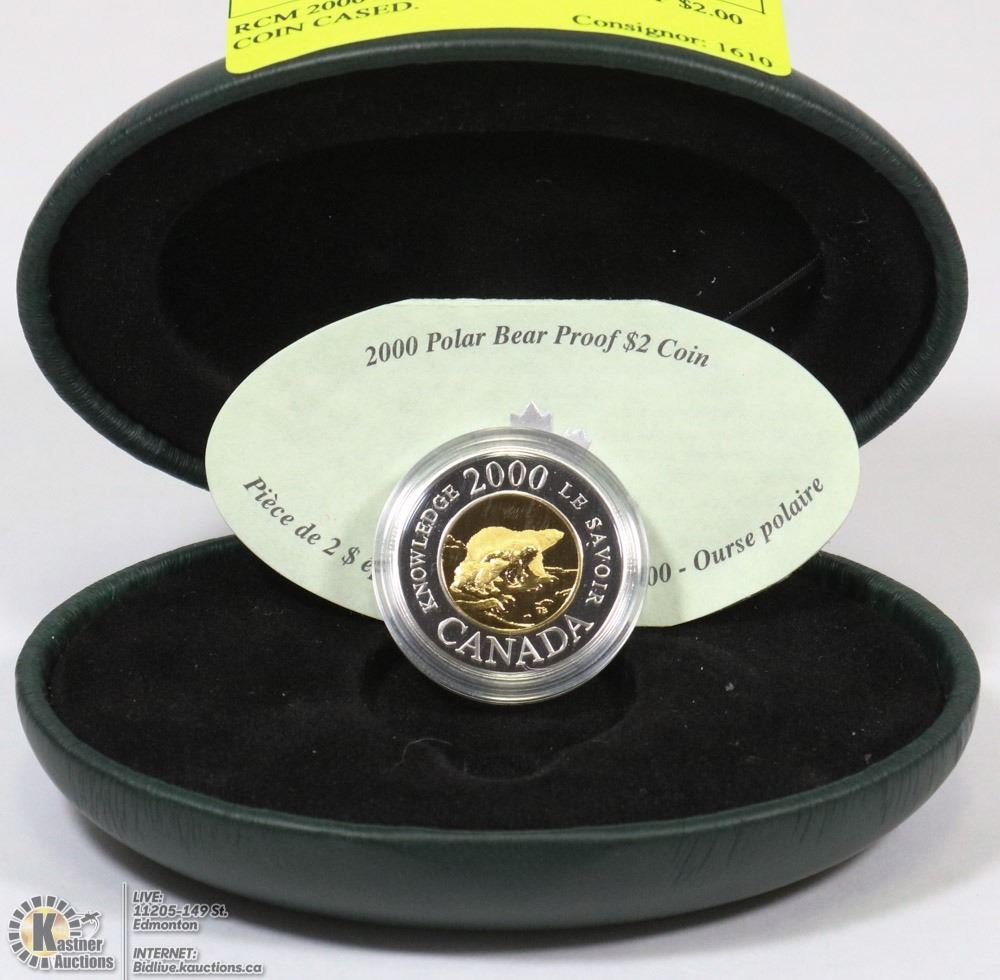 $2.00
RCM 2000
COIN CASED.
Consignor: 1610
2000 Polar Bear Proof $2 Coin
Pièce de 2 $
00 - Ourse polaire
2000
KNOWLEDGE
LE SAVOIR
TB
CANADA
Kastner
Auctions
LIVE:
11205-149 St.
Edmonton
INTERNET:
Bidlive.kauctions.ca